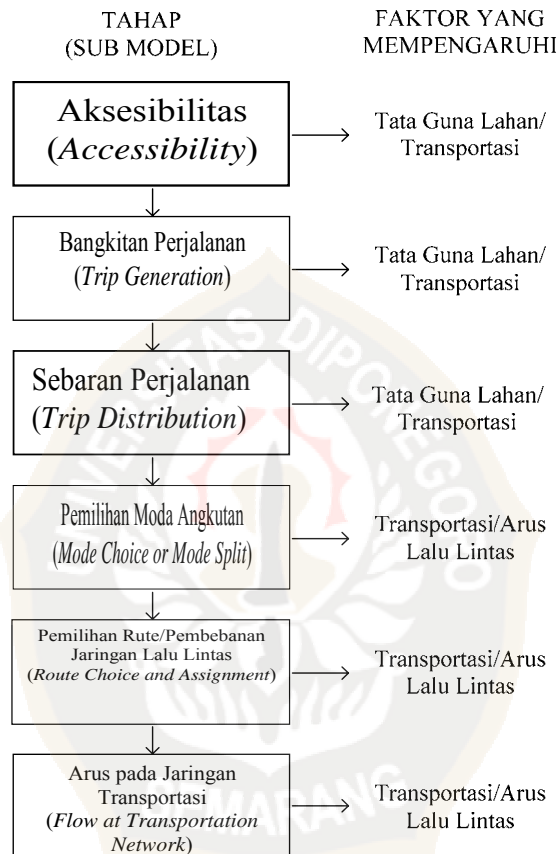 TAHAP
(SUB MODEL)
FAKTOR YANG
MEMPENGARUHI
Aksesibilitas
(Accessibility)
Tata Guna Lahan/
Transportasi
Bangkitan Perjalanan
(Trip Generation)
Tata Guna Lahan/
Transportasi
Sebaran Perjalanan
(Trip Distribution)
Tata Guna Lahan/
Transportasi
Pemilihan Moda Angkutan
(Mode Choice or Mode Split)
Transportasi/Arus
Lalu Lintas
Pemilihan Rute/Pembebanan
Jaringan Lalu Lintas
(Route Choice and Assignment)
Transportasi/Arus
Lalu Lintas
Arus pada Jaringan
Transportasi
(Flow at Transportation
Network)
Transportasi/Arus
Lalu Lintas
UNIVERSITAS DIPONEGORO
SEMARANG